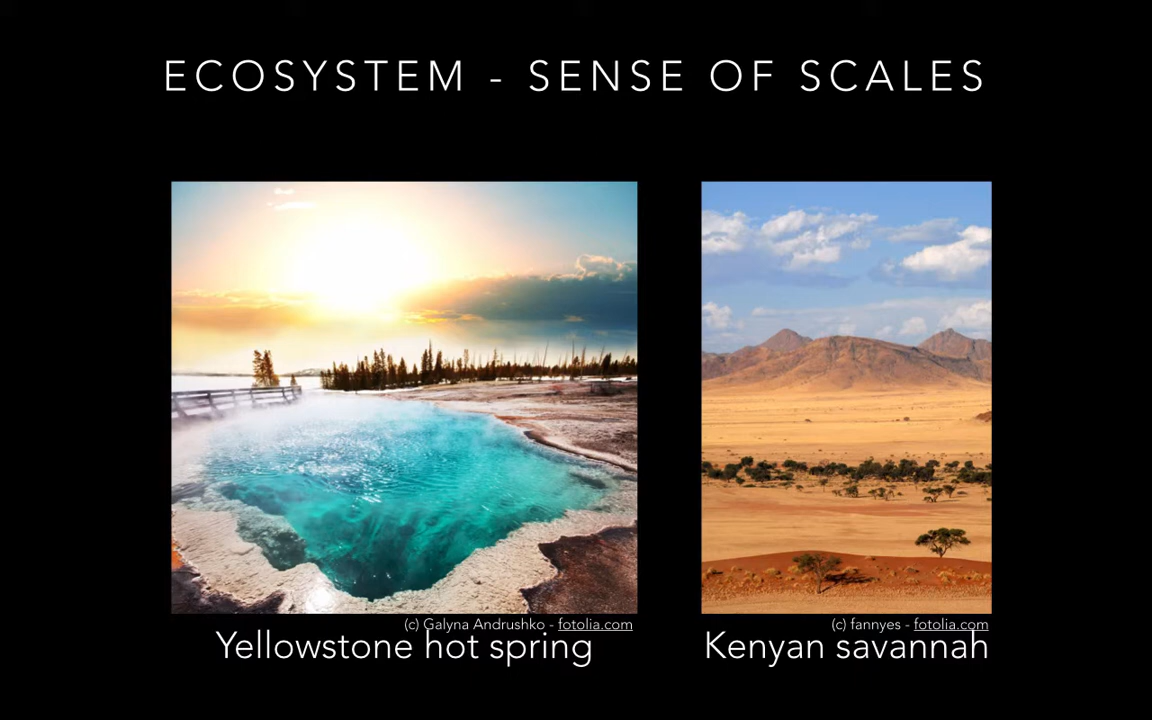 ECOSYSTEM - SENSE OF SCALES
(c) Galyna Andrushko - fotolia.com
Yellowstone hot spring
(c) fannyes - fotolia.com
Kenyan savannah